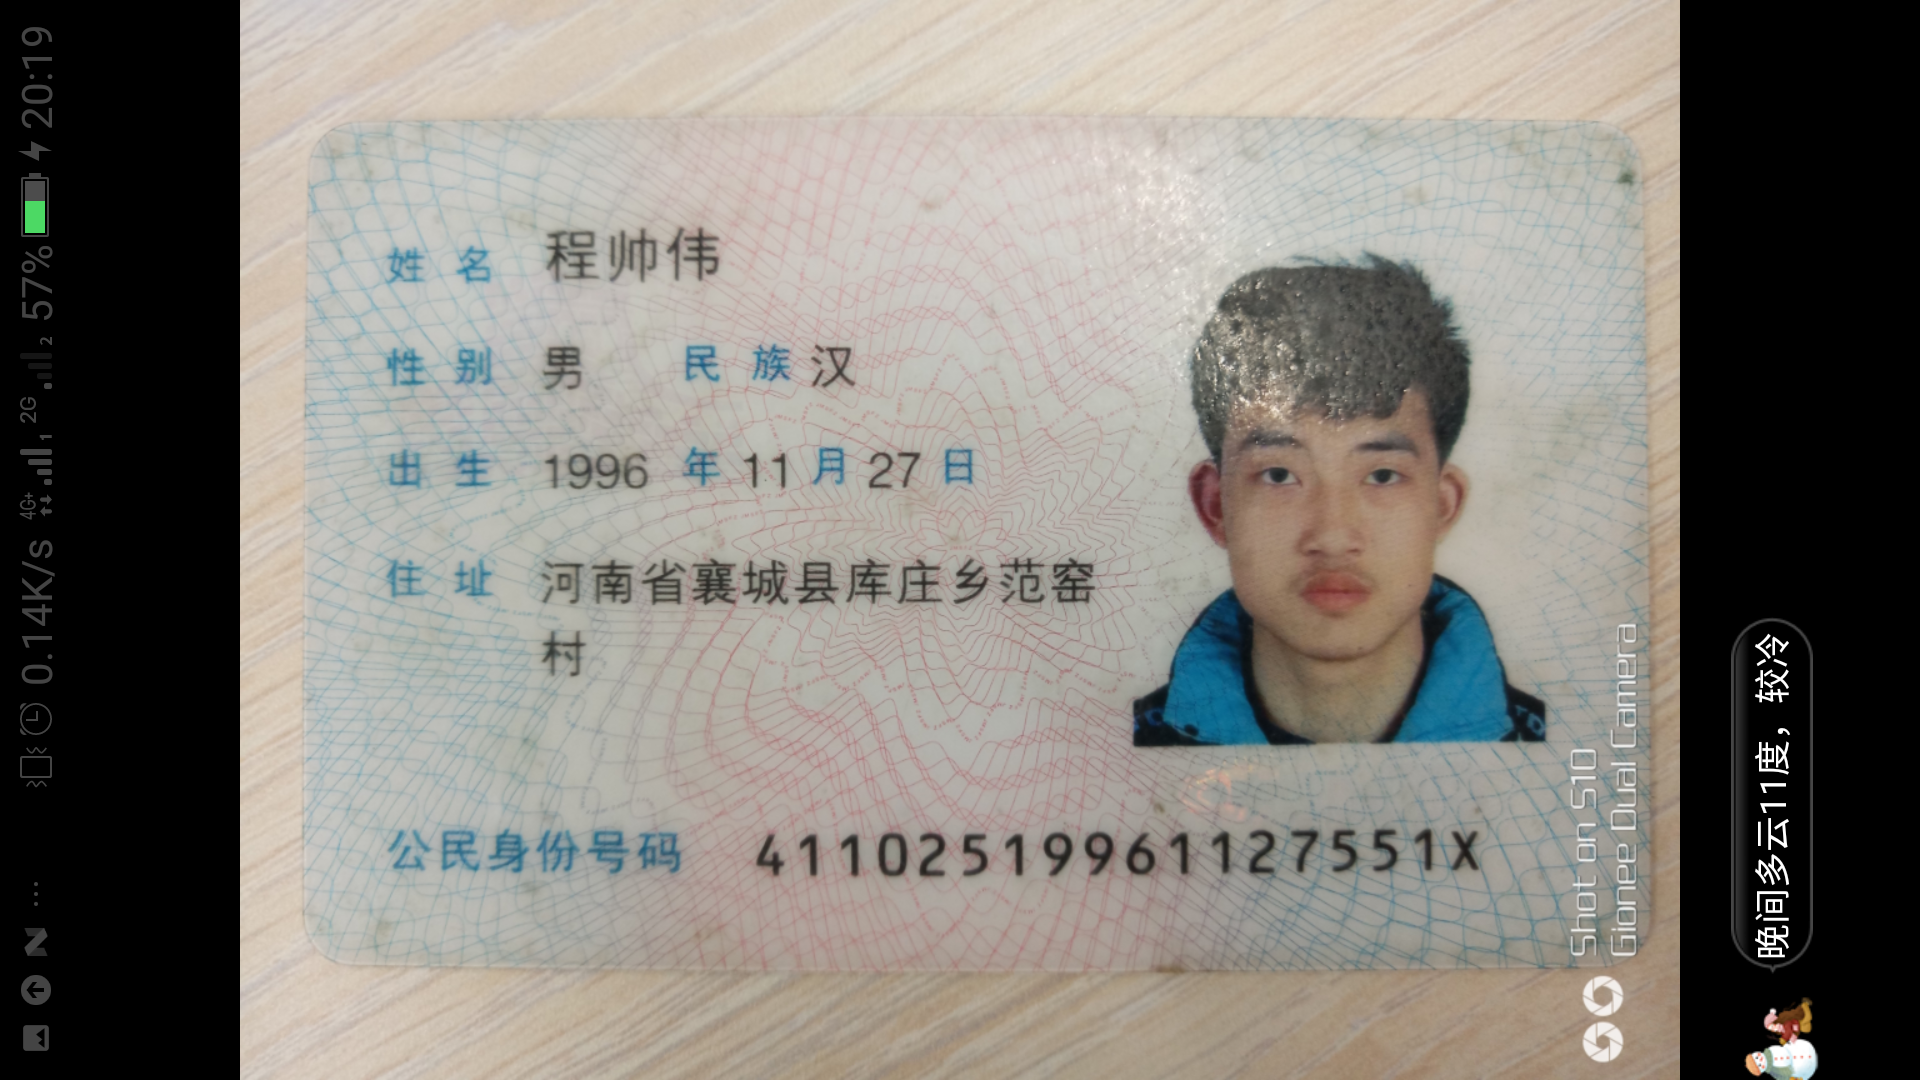 姓名 程帅伟
性别 男 民族 汉
出生 1996 年 11 月 27 日
住址 河南省襄城县库庄乡范窑
村
公民身份号码 41102519961127551X
Shot on S10
Gionee Dual Camera
0.14K/s 4G+ 1 2G 2 57% 20:19
晚间多云11度，较冷